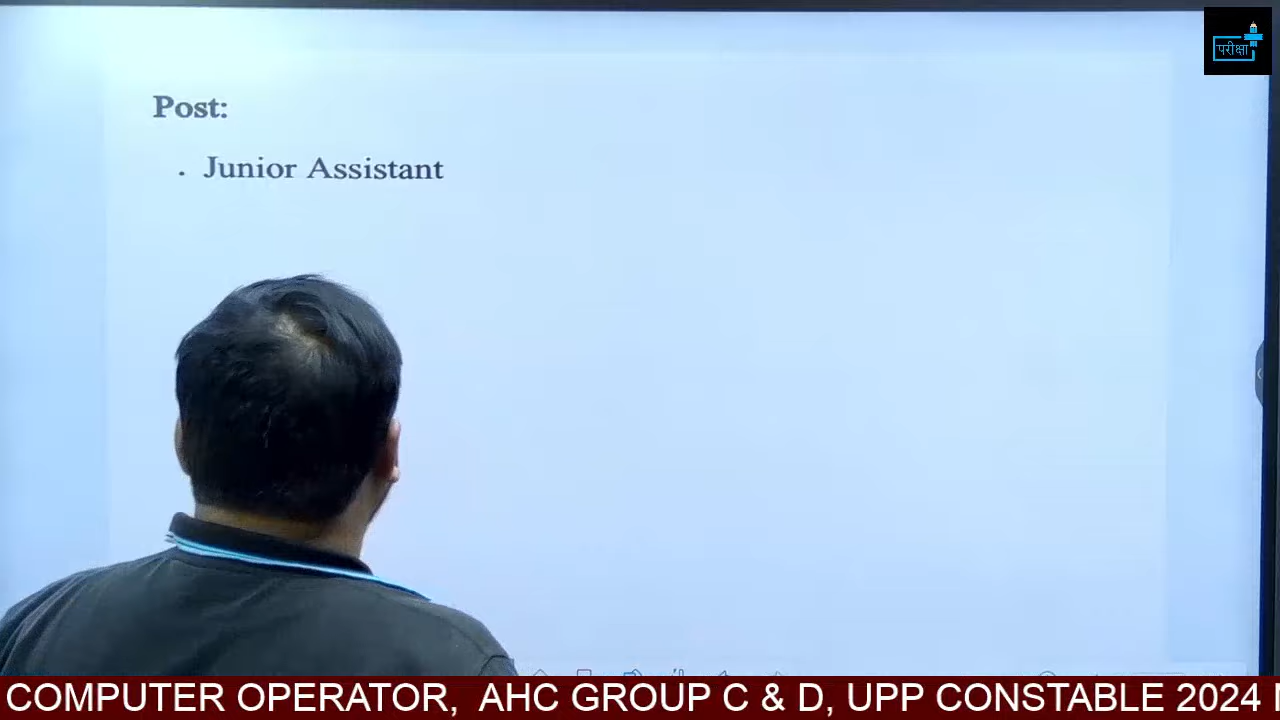 परीक्षा
Post:
. Junior Assistant
COMPUTER OPERATOR, AHC GROUP C & D, UPP CONSTABLE 2024